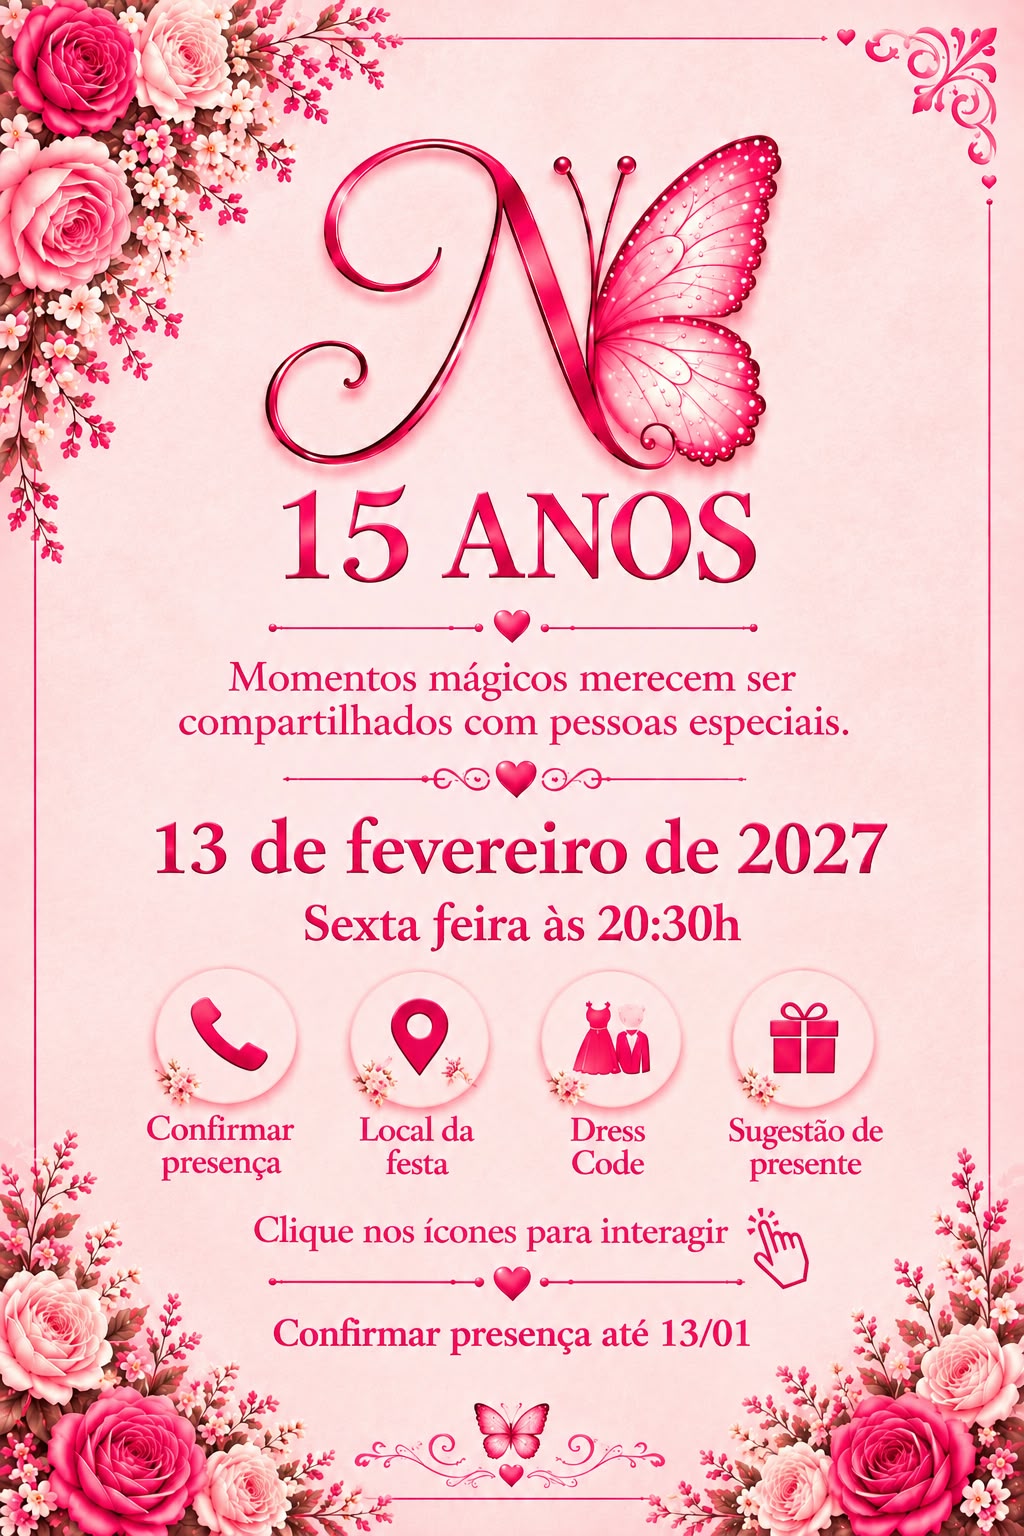 N
15 ANOS
Momentos mágicos merecem ser
compartilhados com pessoas especiais.
13 de fevereiro de 2027
Sexta feira às 20:30h
Confirmar
presença
Local da
festa
Dress
Code
Sugestão de
presente
Clique nos ícones para interagir
Confirmar presença até 13/01